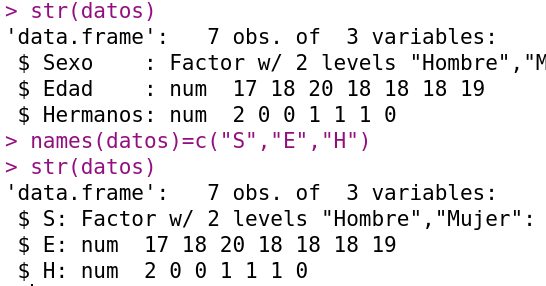 > str(datos)
'data.frame':   7 obs. of  3 variables:
 $ Sexo    : Factor w/ 2 levels "Hombre",
 $ Edad    : num  17 18 20 18 18 18 19
 $ Hermanos: num  2 0 0 1 1 1 0
> names(datos)=c("S","E","H")
> str(datos)
'data.frame':   7 obs. of  3 variables:
 $ S: Factor w/ 2 levels "Hombre","Mujer":
 $ E: num  17 18 20 18 18 18 19
 $ H: num  2 0 0 1 1 1 0